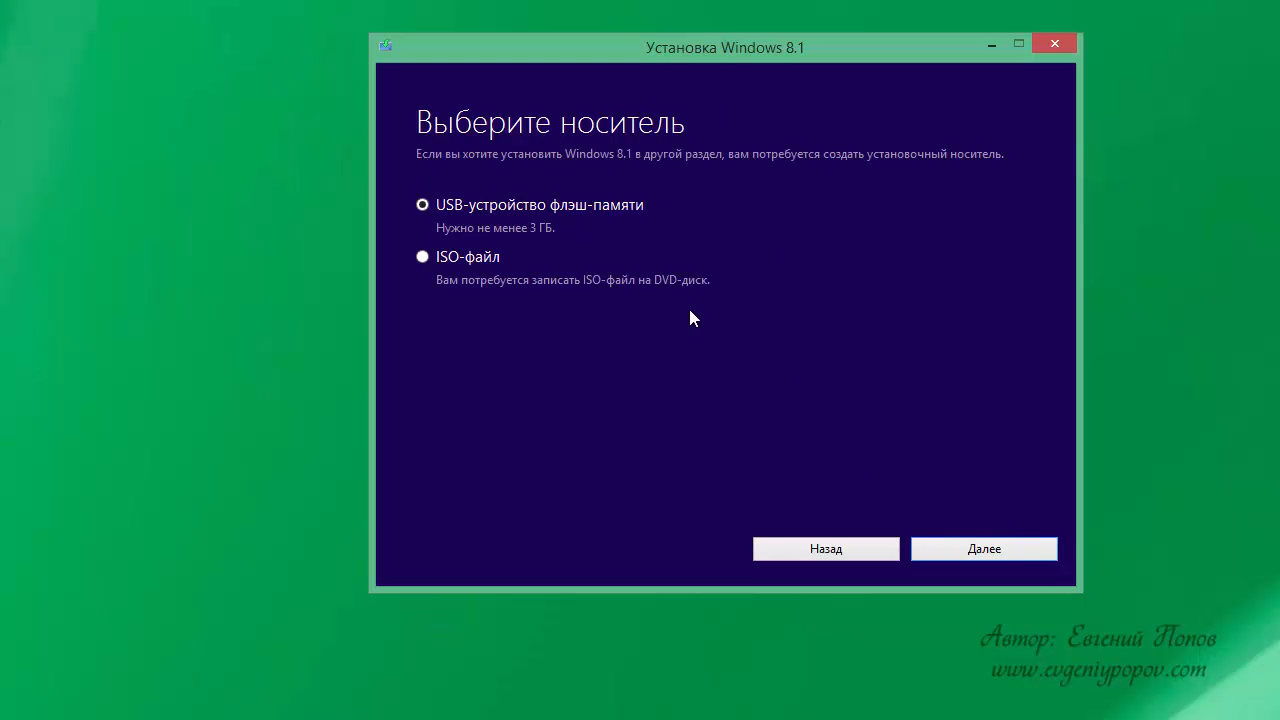 Установка Windows 8.1
Выберите носитель
Если вы хотите установить Windows 8.1 в другой раздел, вам потребуется создать установочный носитель.
USB-устройство флэш-памяти
Нужно не менее 3 ГБ.
ISO-файл
Вам потребуется записать ISO-файл на DVD-диск.
Назад
Далее
Автор: Евгений Попов
www.evgeniypopov.com